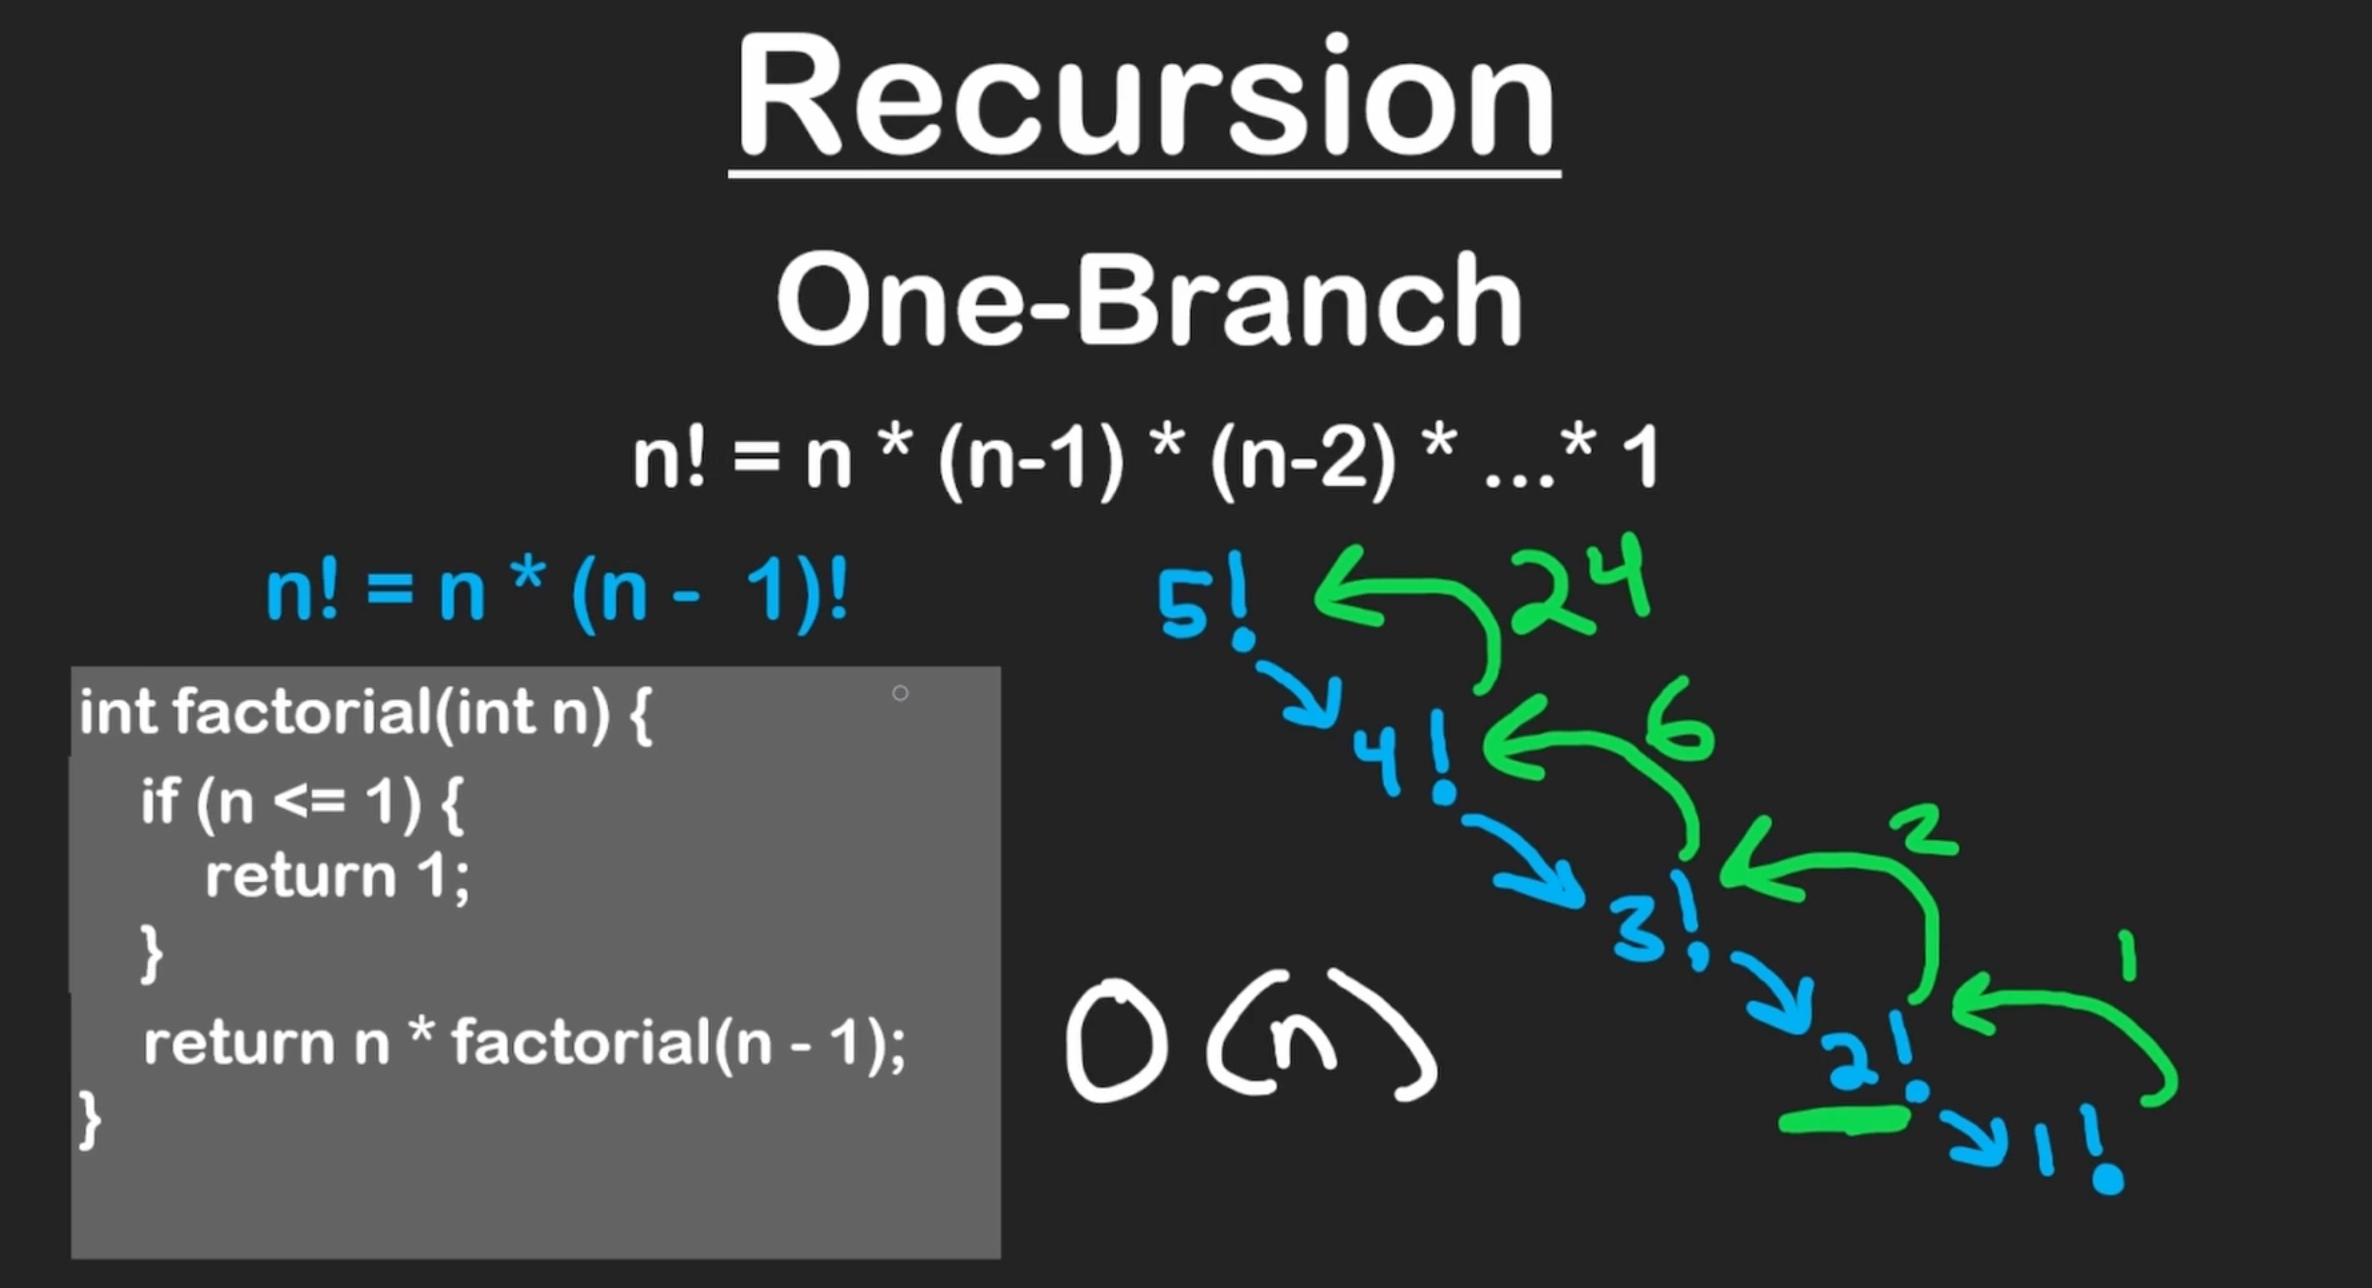 Recursion
One-Branch
n! = n * (n-1) * (n-2) * ...* 1
n! = n * (n - 1)!
int factorial(int n) {
if (n <= 1) {
return 1;
}
return n * factorial(n - 1);
}
O(n)
5!
24
4!
6
3!
2
2!
1
1!